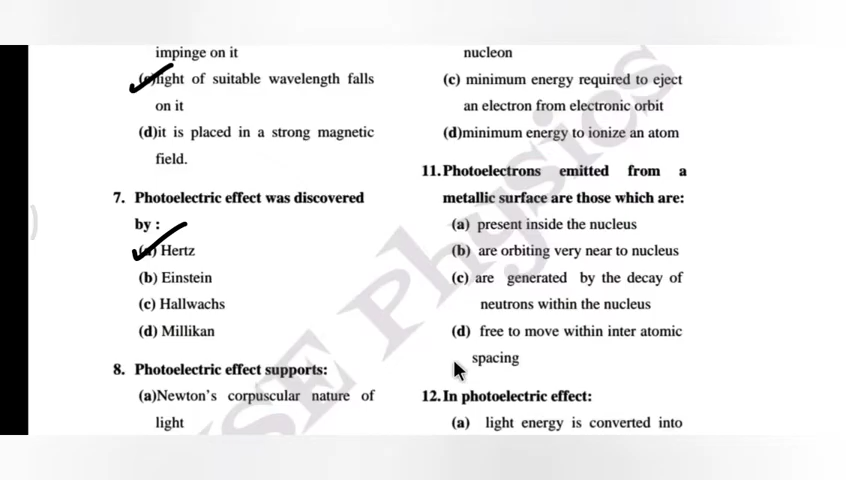 impinge on it
(c)light of suitable wavelength falls
on it
(d)it is placed in a strong magnetic
field.
7. Photoelectric effect was discovered
by :
(a) Hertz
(b) Einstein
(c) Hallwachs
(d) Millikan
8. Photoelectric effect supports:
(a)Newton's corpuscular nature of
light
nucleon
(c) minimum energy required to eject
an electron from electronic orbit
(d)minimum energy to ionize an atom
11.Photoelectrons emitted from a
metallic surface are those which are:
(a) present inside the nucleus
(b) are orbiting very near to nucleus
(c) are generated by the decay of
neutrons within the nucleus
(d) free to move within inter atomic
spacing
12.In photoelectric effect:
(a) light energy is converted into
Physics